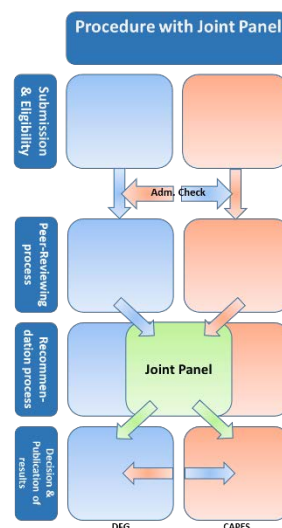 Procedure with Joint Panel
Submission
& Eligibility
Adm. Check
Peer-Reviewing
process
Recommen-
dation process
Joint Panel
Decision &
Publication of
results
DFG
CAPES